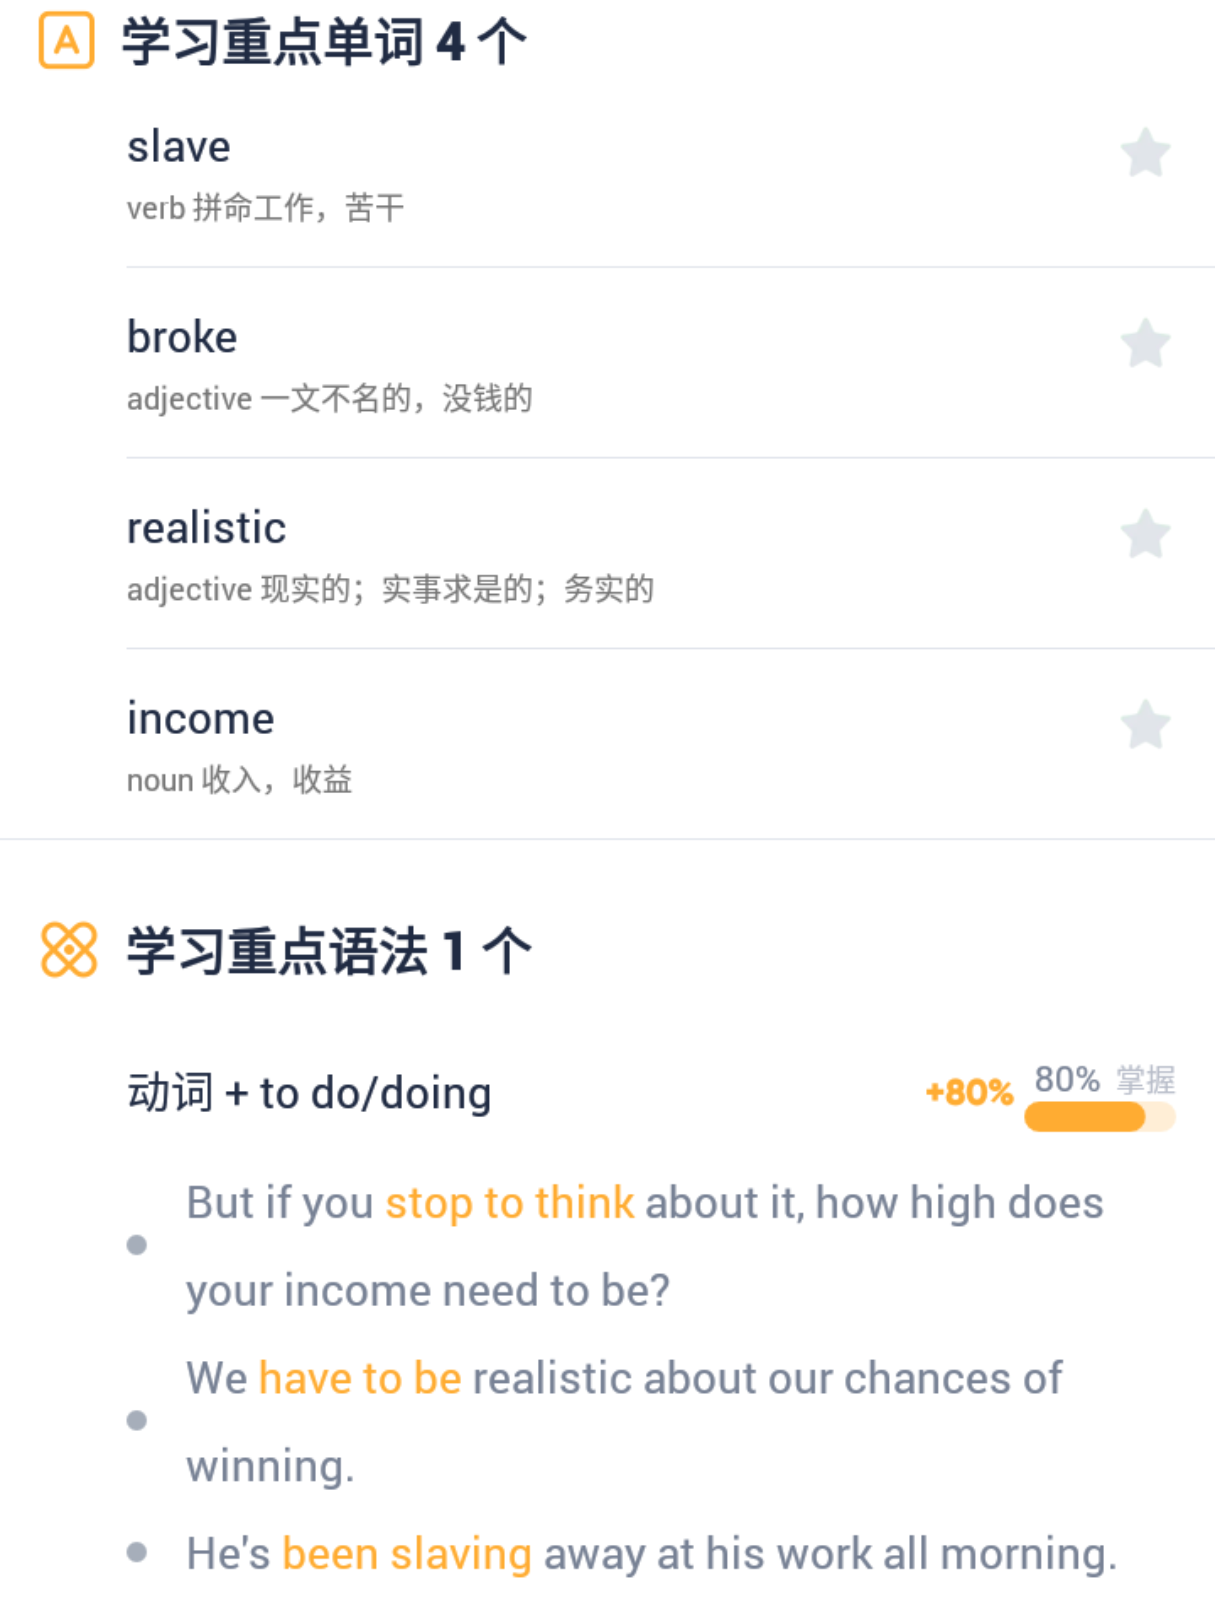 A 学习重点单词 4 个
slave
verb 拼命工作，苦干
broke
adjective 一文不名的，没钱的
realistic
adjective 现实的；实事求是的；务实的
income
noun 收入，收益
学习重点语法 1 个
动词 + to do/doing +80% 80% 掌握
But if you stop to think about it, how high does
your income need to be?
We have to be realistic about our chances of
winning.
He's been slaving away at his work all morning.